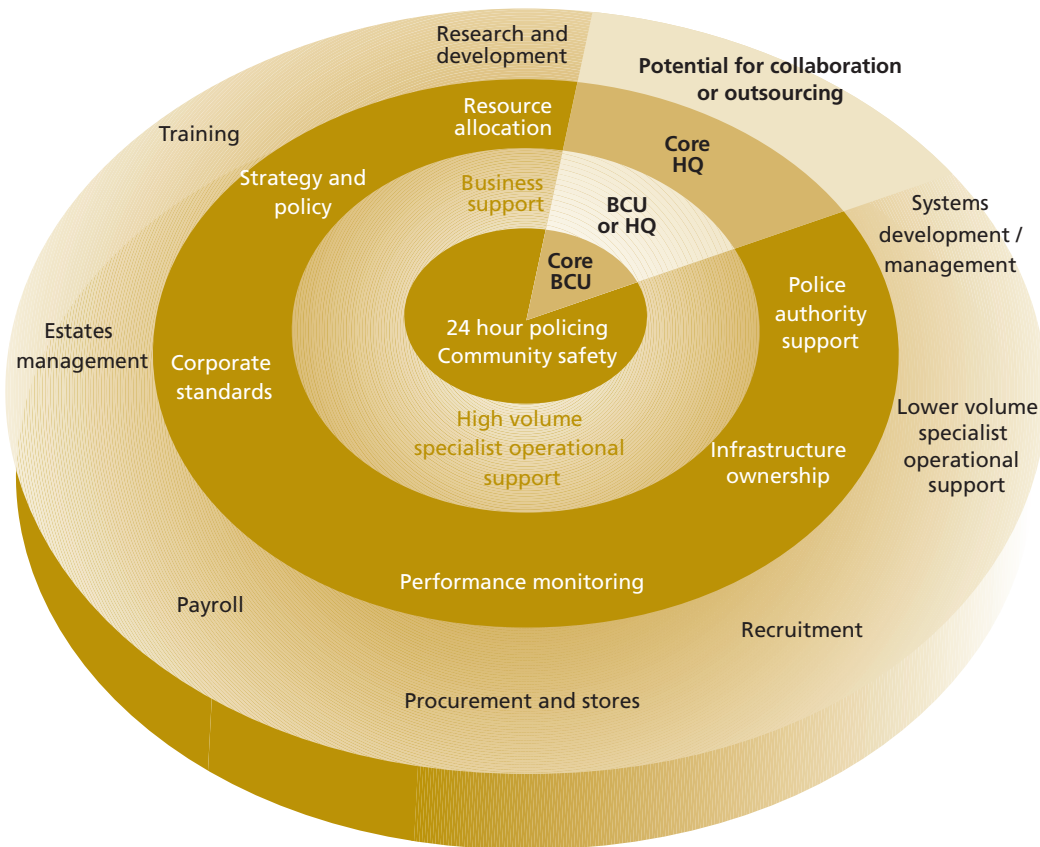 Research and
development
Potential for collaboration
or outsourcing
Resource
allocation
Training
Core
HQ
Strategy and
policy
Business
support
BCU
or HQ
Systems
development /
management
Core
BCU
Police
authority
support
24 hour policing
Community safety
Estates
management
Corporate
standards
High volume
specialist operational
support
Infrastructure
ownership
Lower volume
specialist
operational
support
Performance monitoring
Payroll
Recruitment
Procurement and stores